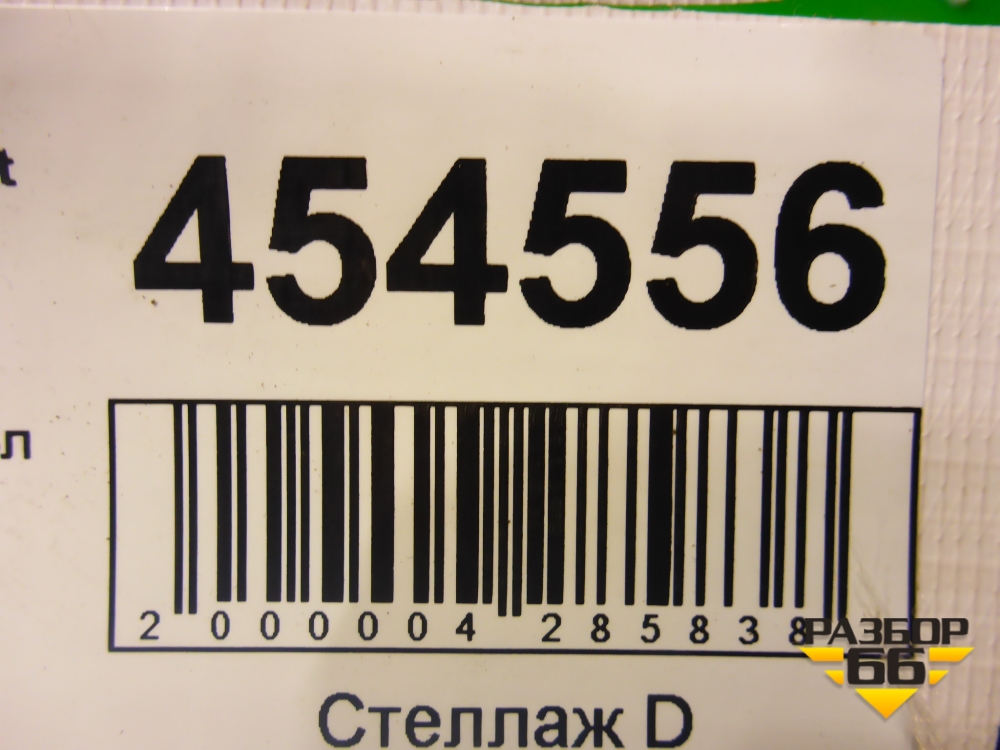 t
454556
л
2 000004 285838
Стеллаж D
РАЗБОР
66